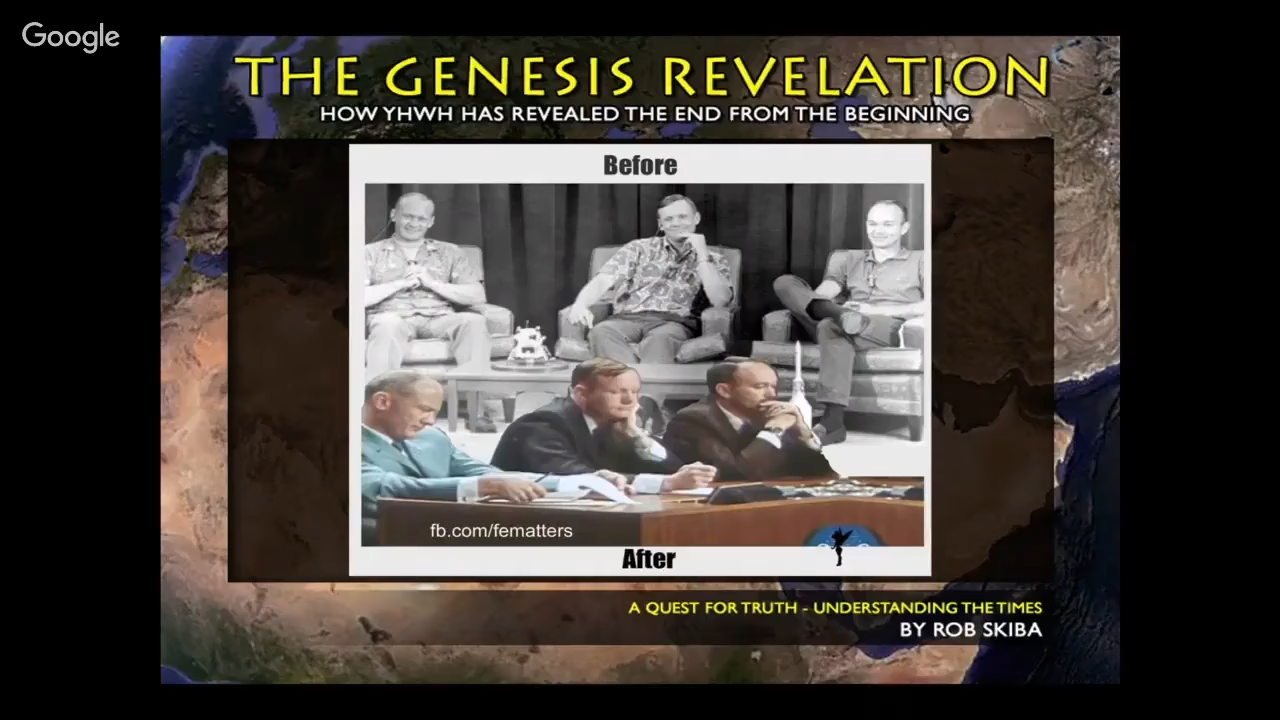 Google
THE GENESIS REVELATION
HOW YHWH HAS REVEALED THE END FROM THE BEGINNING
Before
fb.com/fematters
After
A QUEST FOR TRUTH - UNDERSTANDING THE TIMES
BY ROB SKIBA